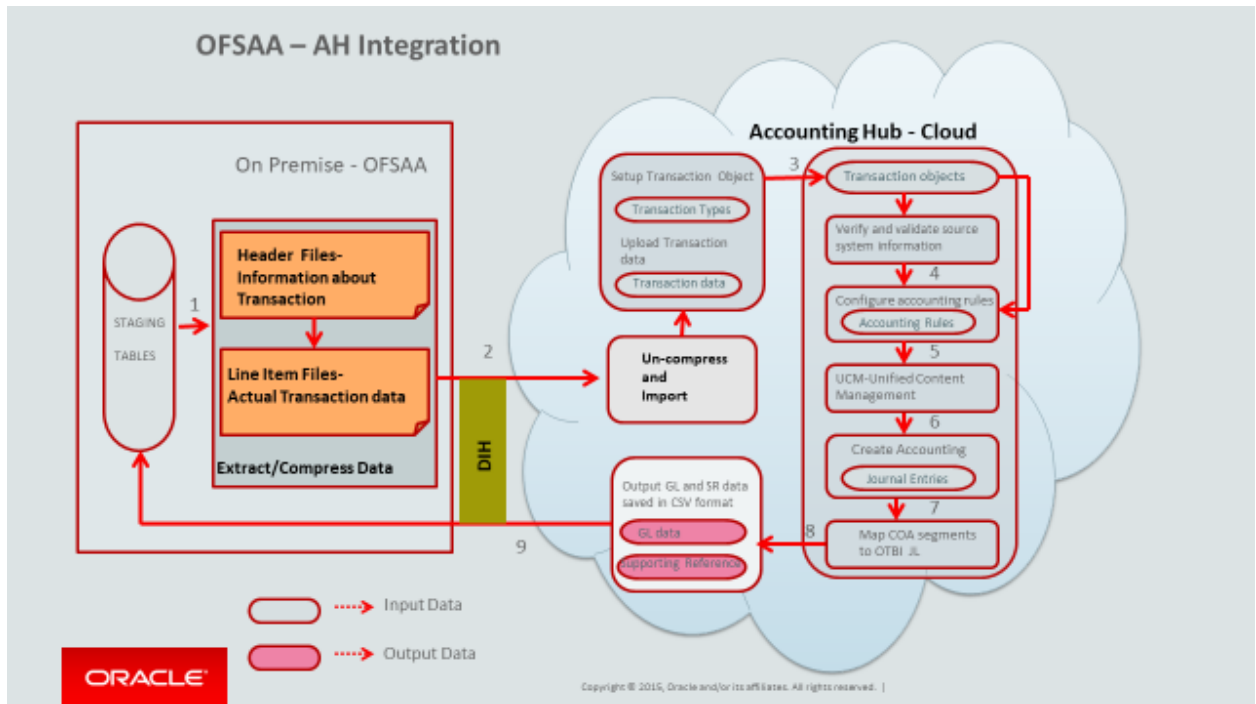 OFSAA – AH Integration
On Premise - OFSAA
STAGING
TABLES
1
Header Files-
Information about
Transaction
Line Item Files-
Actual Transaction data
Extract/Compress Data
2
DIH
9
Accounting Hub - Cloud
Setup Transaction Object
Transaction Types
Upload Transaction
data
Transaction data
Un-compress
and
Import
3
Transaction objects
Verify and validate source
system information
4
Configure accounting rules
Accounting Rules
5
UCM-Unified Content
Management
6
Create Accounting
Journal Entries
7
Map COA segments
to OTBI JL
8
Output GL and SR data
saved in CSV format
GL data
Supporting Reference
Input Data
Output Data
ORACLE®
Copyright © 2015, Oracle and/or its affiliates. All rights reserved. |